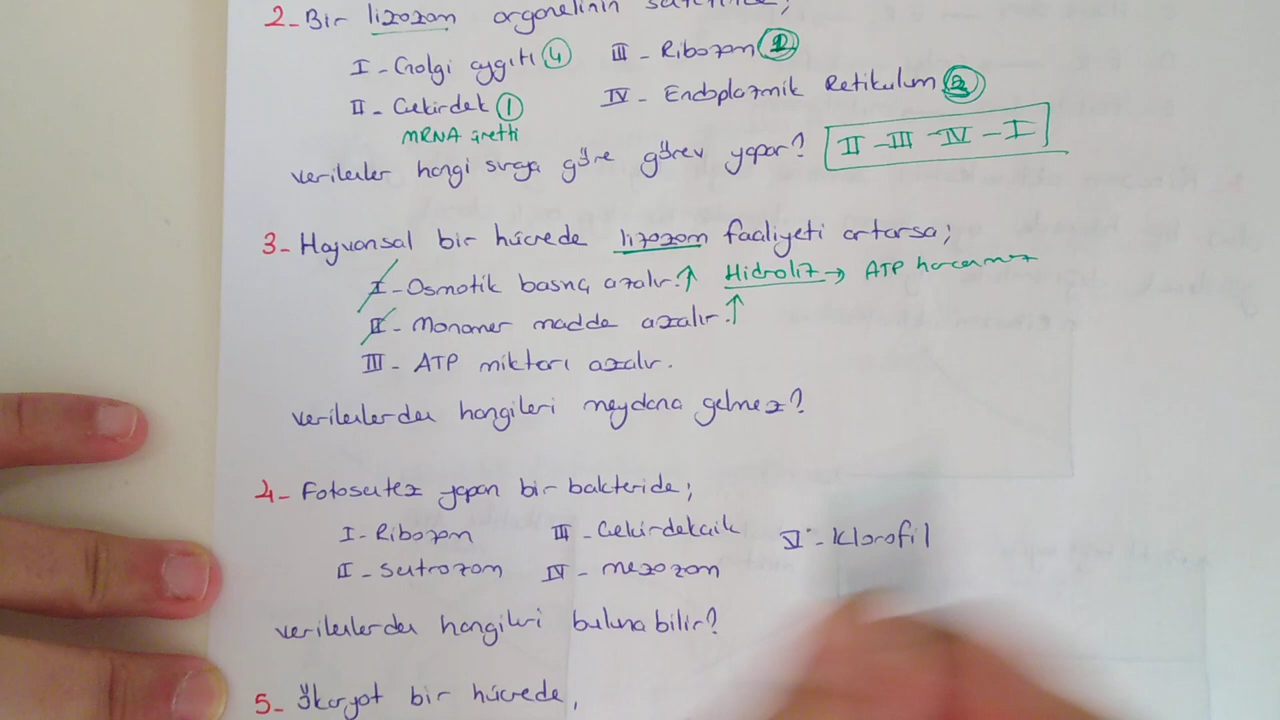 2- Bir lizozom organelinin
I - Golgi aygıtı 4 III - Ribozom 2
II - Çekirdek 1 IV - Endoplazmik Retikulum 3
mRNA üretti
verilenler hangi sıraya göre görev yapar? II - III - IV - I
3- Hayvansal bir hücrede lizozom faaliyeti artarsa;
I - Osmotik basınç azalır. ↑ Hidroliz → ATP harcanmaz
II - Monomer madde azalır. ↑
III - ATP miktarı azalır.
verilenlerden hangileri meydana gelmez?
4- Fotosentez yapan bir bakteride;
I - Ribozom III - Çekirdekçik V - Klorofil
II - Sentrozom IV - mezozom
verilenlerden hangileri bulunabilir?
5- Ökaryot bir hücrede,